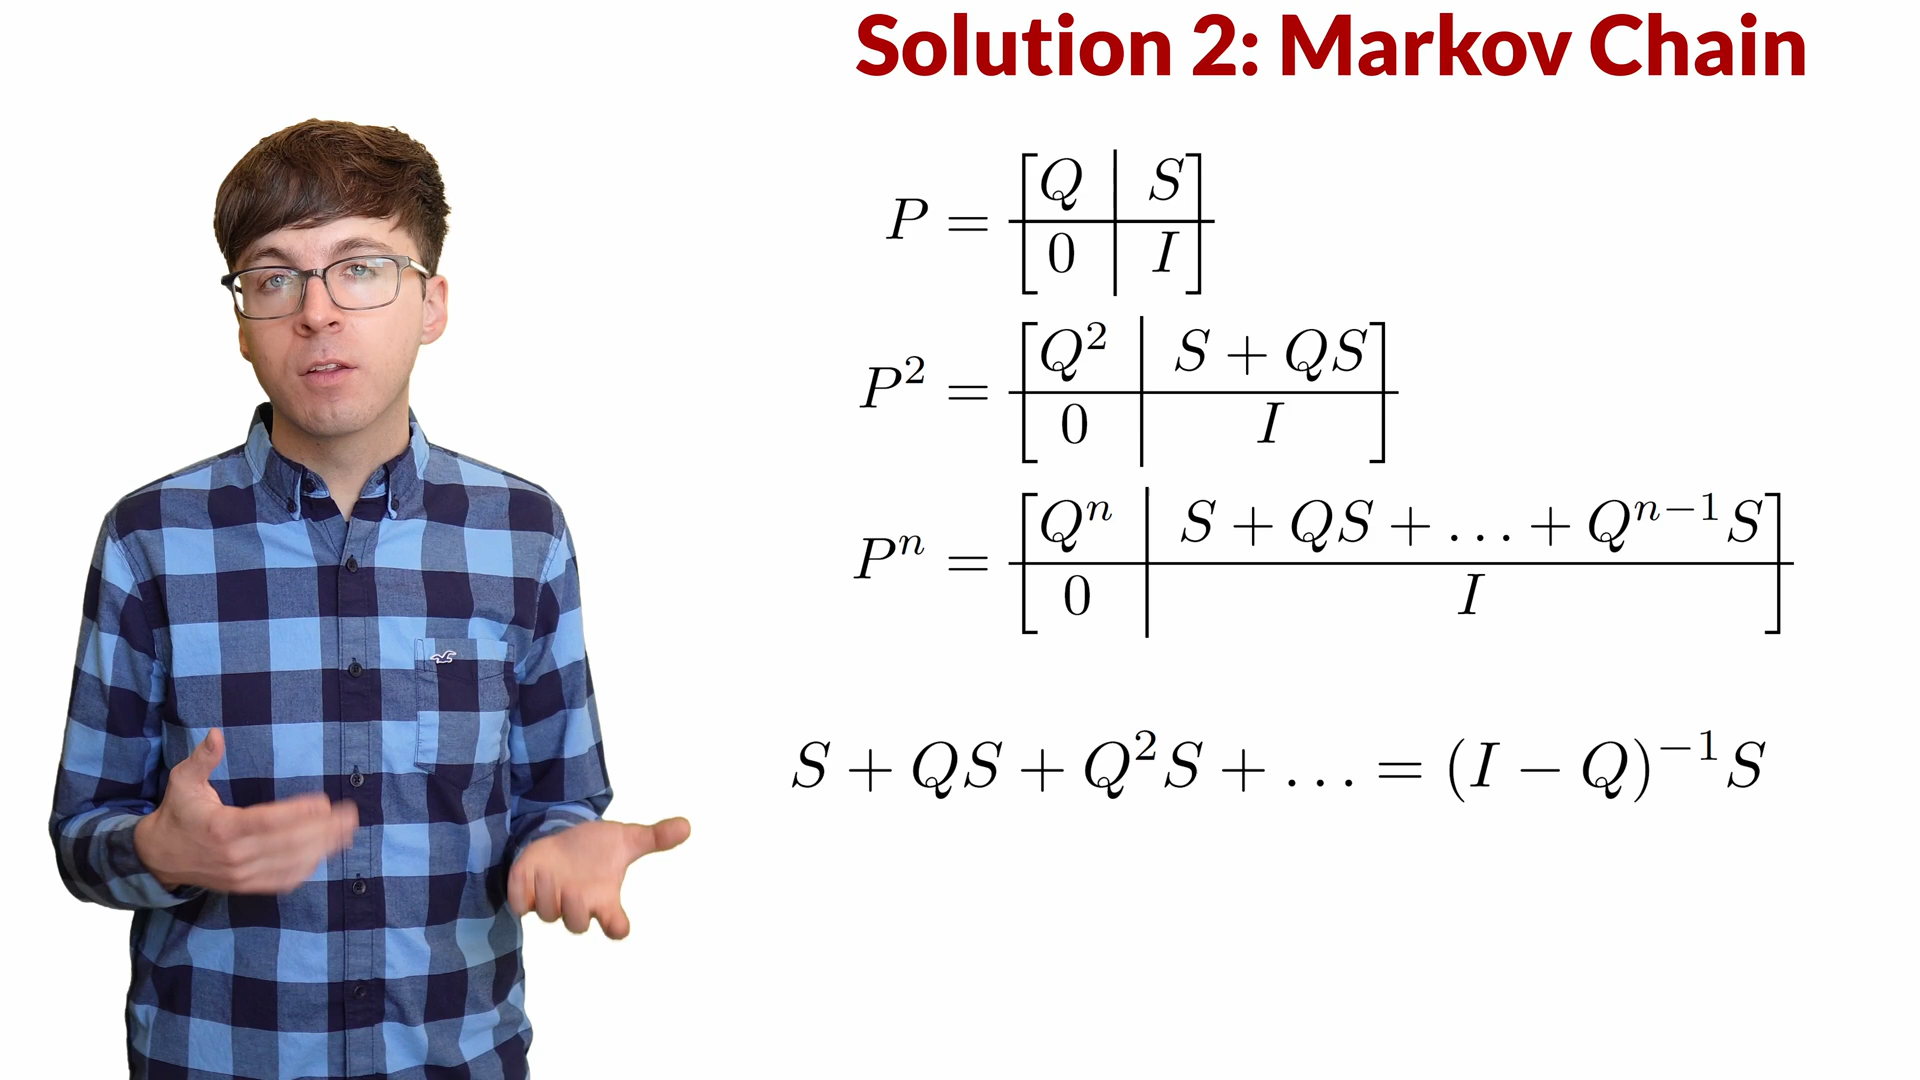 Solution 2: Markov Chain
P = [Q | S]
[0 | I]
P² = [Q² | S + QS]
[0 | I]
Pⁿ = [Qⁿ | S + QS + … + Qⁿ⁻¹S]
[0 | I]
S + QS + Q²S + … = (I − Q)⁻¹S